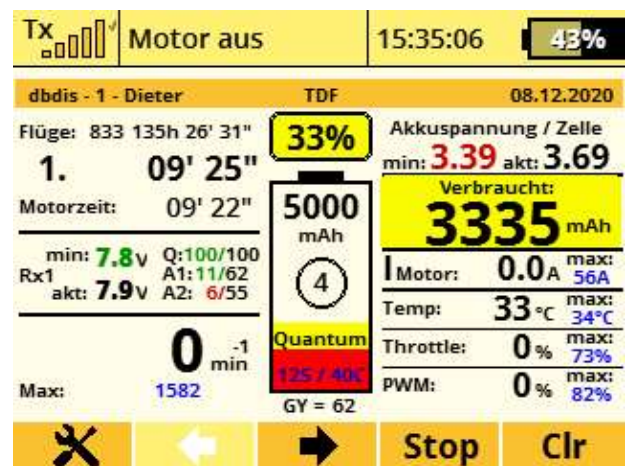 Tx Motor aus 15:35:06 43%
dbdis - 1 - Dieter TDF 08.12.2020
Flüge: 833 135h 26' 31"
1. 09' 25"
Motorzeit: 09' 22"
min: 7.8V Q:100/100
Rx1 A1:11/62
akt: 7.9V A2: 6/55
0 min-1
Max: 1582
33%
5000
mAh
4
Quantum
12S / 40C
GY = 62
Akkuspannung / Zelle
min: 3.39 akt: 3.69
Verbraucht:
3335 mAh
I Motor: 0.0A max: 56A
Temp: 33°C max: 34°C
Throttle: 0% max: 73%
PWM: 0% max: 82%
Stop Clr